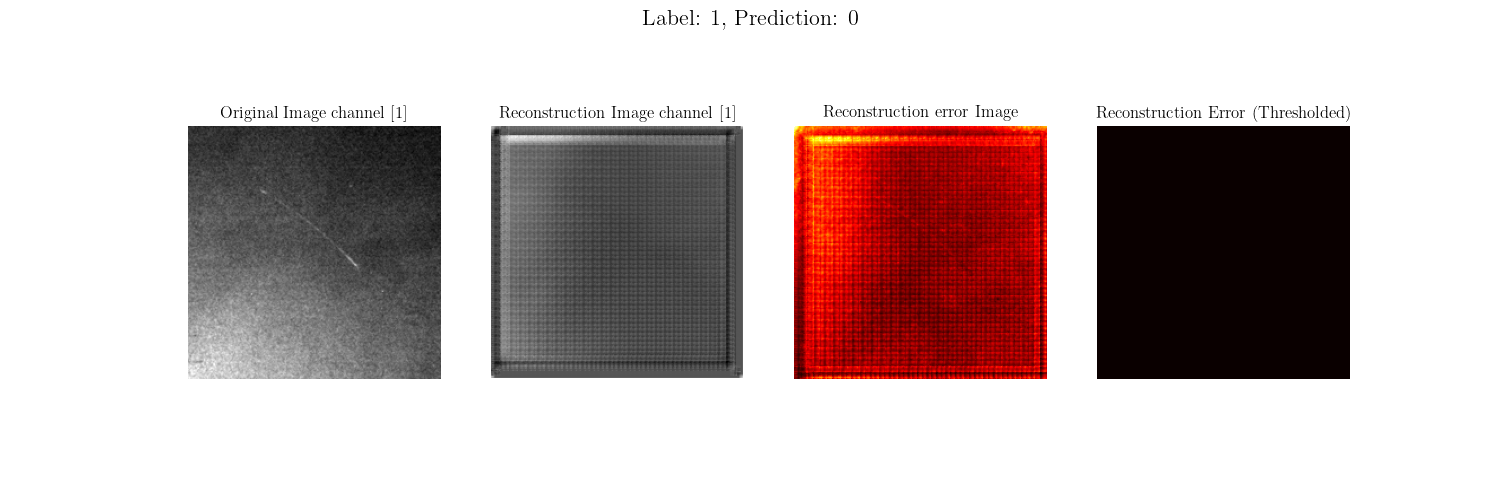 Label: 1, Prediction: 0
Original Image channel [1]
Reconstruction Image channel [1]
Reconstruction error Image
Reconstruction Error (Thresholded)